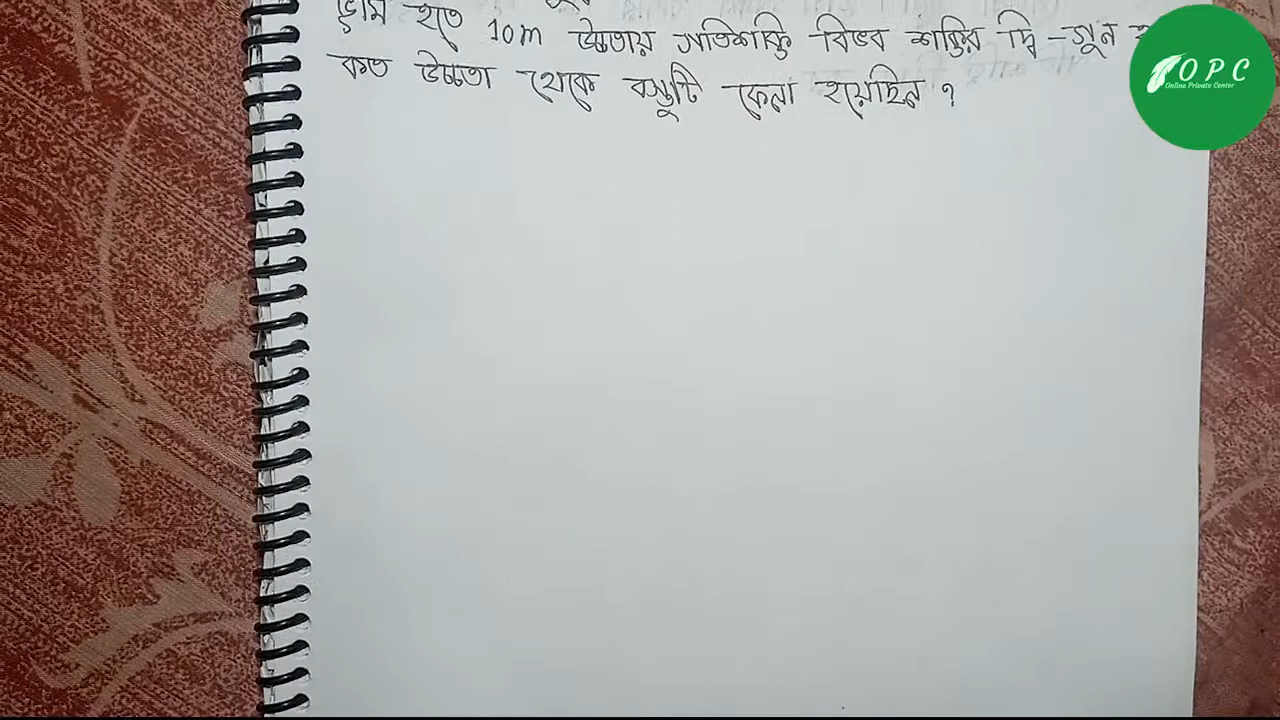 ভূমি হতে 10m উচ্চতায় গতিশক্তি বিভব শক্তির দ্বি-গুন
কত উচ্চতা থেকে বস্তুটি ফেলা হয়েছিল ?
OPC
Online Private Center